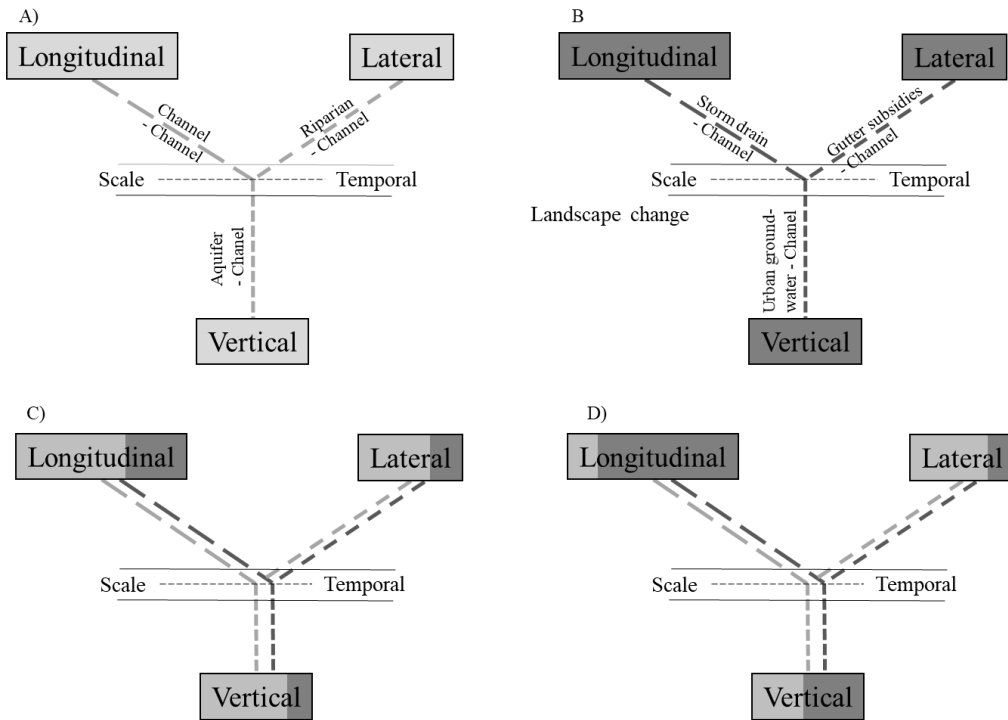 A)
Longitudinal
Lateral
Channel
- Channel
Riparian
- Channel
Scale
Temporal
Aquifer
- Chanel
Vertical
B
Longitudinal
Lateral
Storm drain
- Channel
Gutter subsidies
- Channel
Scale
Temporal
Landscape change
Urban ground-
water - Chanel
Vertical
C)
Longitudinal
Lateral
Scale
Temporal
Vertical
D)
Longitudinal
Lateral
Scale
Temporal
Vertical